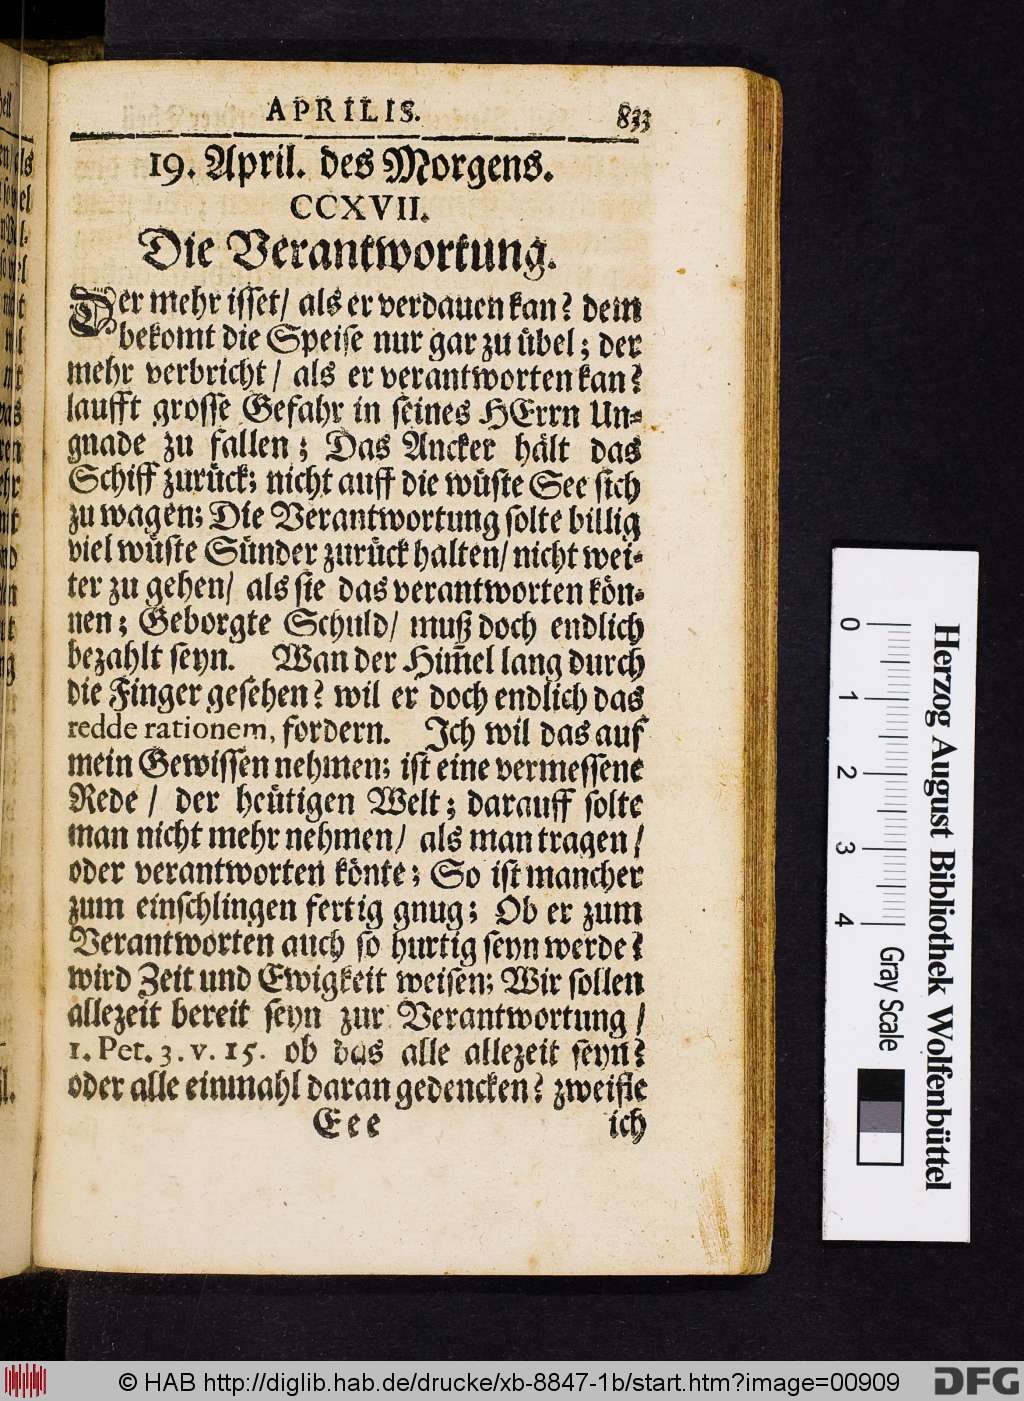 APRILIS. 833
19. April. des Morgens.
CCXVII.
Die Verantwortung.
Der mehr isset/ als er verdauen kan? dem
bekomt die Speise nur gar zu übel; der
mehr verbricht/ als er verantworten kan?
laufft grosse Gefahr in seines HErrn Un-
gnade zu fallen; Das Ancker hält das
Schiff zurück; nicht auff die wüste See sich
zu wagen; Die Verantwortung solte billig
viel wüste Sünder zurück halten/ nicht wei-
ter zu gehen/ als sie das verantworten kön-
nen; Geborgte Schuld/ muß doch endlich
bezahlt seyn. Wan der Him̃el lang durch
die Finger gesehen? wil er doch endlich das
redde rationem, fordern. Ich wil das auf
mein Gewissen nehmen; ist eine vermessene
Rede / der heütigen Welt; darauff solte
man nicht mehr nehmen/ als man tragen/
oder verantworten könte; So ist mancher
zum einschlingen fertig gnug; Ob er zum
Verantworten auch so hurtig seyn werde?
wird Zeit und Ewigkeit weisen; Wir sollen
allezeit bereit seyn zur Verantwortung/
1. Pet. 3. v. 15. ob das alle allezeit seyn?
oder alle einmahl daran gedencken? zweifle
Eee ich
Herzog August Bibliothek Wolfenbüttel
0 1 2 3 4 Gray Scale
© HAB http://diglib.hab.de/drucke/xb-8847-1b/start.htm?image=00909
DFG